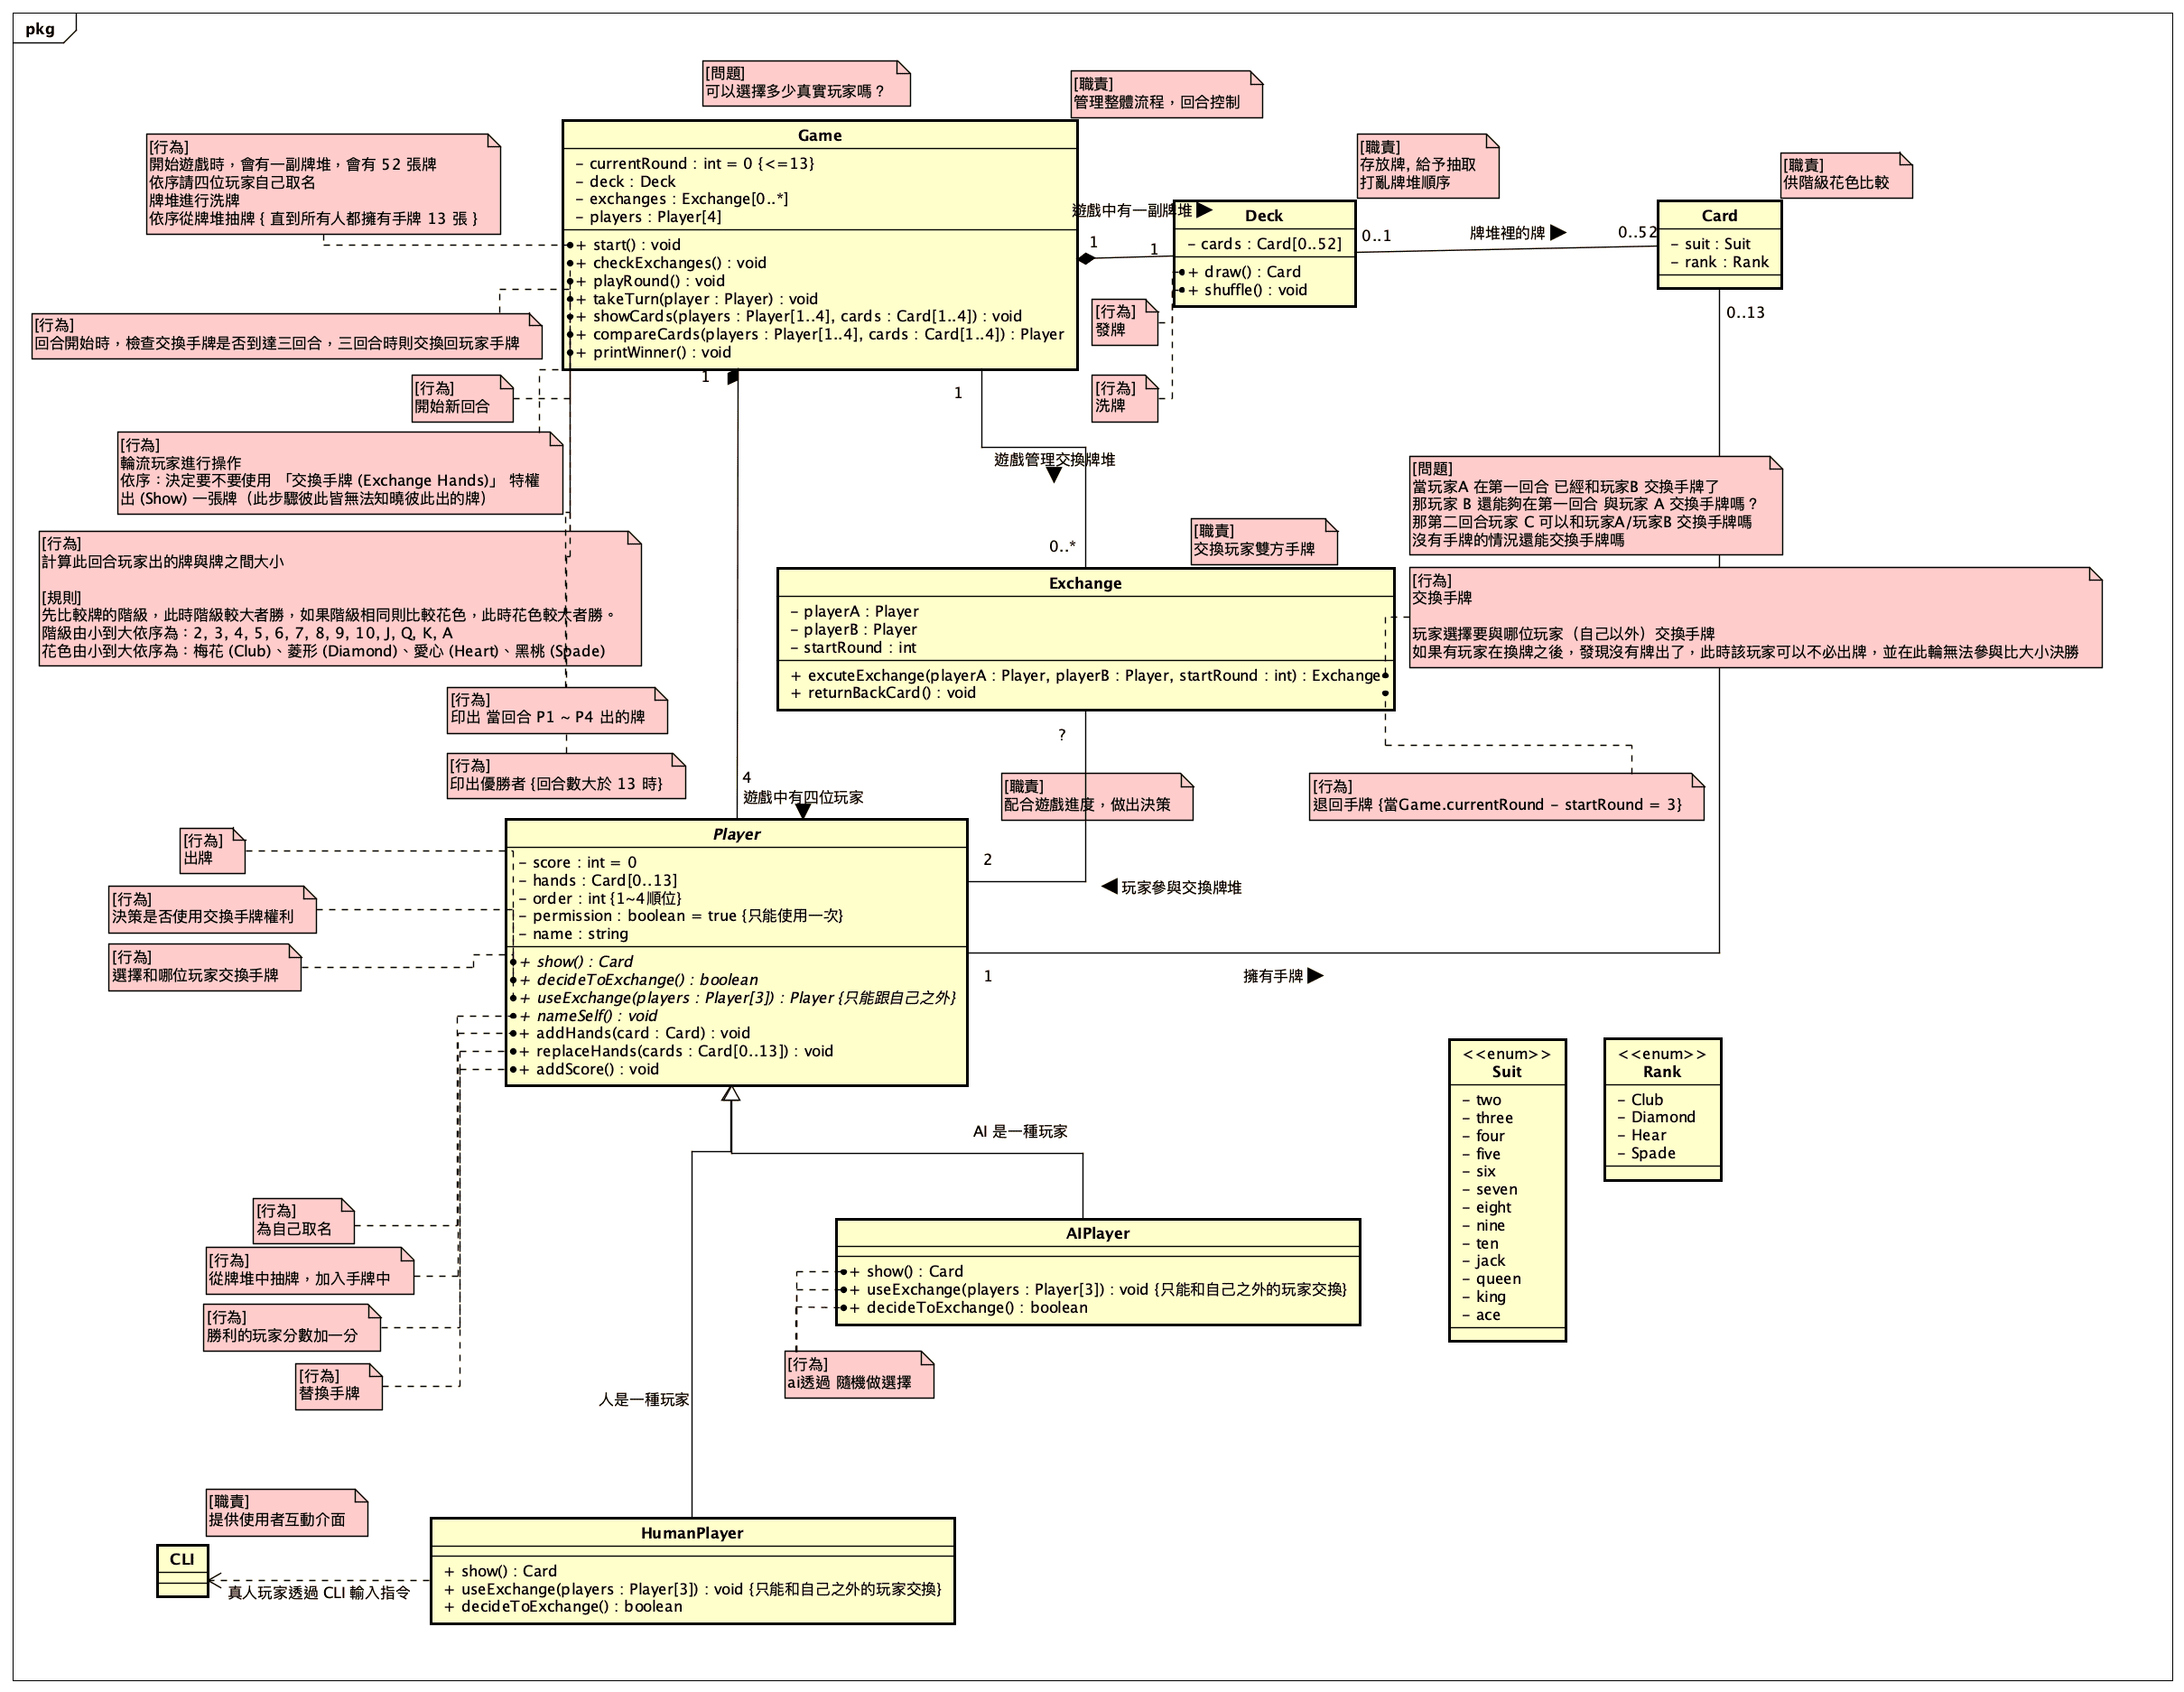 pkg
[問題]
可以選擇多少真實玩家嗎？
[職責]
管理整體流程，回合控制
[行為]
開始遊戲時，會有一副牌堆，會有 52 張牌
依序請四位玩家自己取名
牌堆進行洗牌
依序從牌堆抽牌 { 直到所有人都擁有手牌 13 張 }
Game
- currentRound : int = 0 {<=13}
- deck : Deck
- exchanges : Exchange[0..*]
- players : Player[4]
+ start() : void
+ checkExchanges() : void
+ playRound() : void
+ takeTurn(player : Player) : void
+ showCards(players : Player[1..4], cards : Card[1..4]) : void
+ compareCards(players : Player[1..4], cards : Card[1..4]) : Player
+ printWinner() : void
[職責]
存放牌, 給予抽取
打亂牌堆順序
[職責]
供階級花色比較
遊戲中有一副牌堆
1
1
Deck
- cards : Card[0..52]
+ draw() : Card
+ shuffle() : void
0..1
牌堆裡的牌
0..52
Card
- suit : Suit
- rank : Rank
0..13
[行為]
發牌
[行為]
洗牌
[行為]
回合開始時，檢查交換手牌是否到達三回合，三回合時則交換回玩家手牌
[行為]
開始新回合
1
1
遊戲管理交換牌堆
[行為]
輪流玩家進行操作
依序：決定要不要使用 「交換手牌 (Exchange Hands)」 特權
出 (Show) 一張牌（此步驟彼此皆無法知曉彼此出的牌）
[問題]
當玩家A 在第一回合 已經和玩家B 交換手牌了
那玩家 B 還能夠在第一回合 與玩家 A 交換手牌嗎？
那第二回合玩家 C 可以和玩家A/玩家B 交換手牌嗎
沒有手牌的情況還能交換手牌嗎
[行為]
計算此回合玩家出的牌與牌之間大小
[規則]
先比較牌的階級，此時階級較大者勝，如果階級相同則比較花色，此時花色較大者勝。
階級由小到大依序為：2, 3, 4, 5, 6, 7, 8, 9, 10, J, Q, K, A
花色由小到大依序為：梅花 (Club)、菱形 (Diamond)、愛心 (Heart)、黑桃 (Spade)
0..*
[職責]
交換玩家雙方手牌
Exchange
- playerA : Player
- playerB : Player
- startRound : int
+ excuteExchange(playerA : Player, playerB : Player, startRound : int) : Exchange
+ returnBackCard() : void
[行為]
交換手牌
玩家選擇要與哪位玩家（自己以外）交換手牌
如果有玩家在換牌之後，發現沒有牌出了，此時該玩家可以不必出牌，並在此輪無法參與比大小決勝
[行為]
印出 當回合 P1 ~ P4 出的牌
[行為]
印出優勝者 {回合數大於 13 時}
?
[職責]
配合遊戲進度，做出決策
[行為]
退回手牌 {當Game.currentRound - startRound = 3}
4
遊戲中有四位玩家
[行為]
出牌
[行為]
決策是否使用交換手牌權利
[行為]
選擇和哪位玩家交換手牌
Player
- score : int = 0
- hands : Card[0..13]
- order : int {1~4順位}
- permission : boolean = true {只能使用一次}
- name : string
+ show() : Card
+ decideToExchange() : boolean
+ useExchange(players : Player[3]) : Player {只能跟自己之外}
+ nameSelf() : void
+ addHands(card : Card) : void
+ replaceHands(cards : Card[0..13]) : void
+ addScore() : void
2
玩家參與交換牌堆
1
擁有手牌
<<enum>>
Suit
- two
- three
- four
- five
- six
- seven
- eight
- nine
- ten
- jack
- queen
- king
- ace
<<enum>>
Rank
- Club
- Diamond
- Hear
- Spade
AI 是一種玩家
[行為]
為自己取名
[行為]
從牌堆中抽牌，加入手牌中
[行為]
勝利的玩家分數加一分
[行為]
替換手牌
AIPlayer
+ show() : Card
+ useExchange(players : Player[3]) : void {只能和自己之外的玩家交換}
+ decideToExchange() : boolean
[行為]
ai透過 隨機做選擇
人是一種玩家
[職責]
提供使用者互動介面
CLI
真人玩家透過 CLI 輸入指令
HumanPlayer
+ show() : Card
+ useExchange(players : Player[3]) : void {只能和自己之外的玩家交換}
+ decideToExchange() : boolean